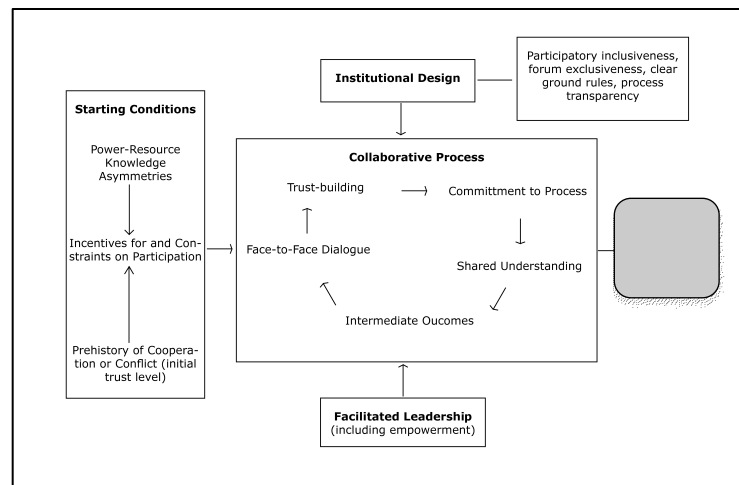 Participatory inclusiveness,
forum exclusiveness, clear
ground rules, process
transparency
Institutional Design
Starting Conditions
Power-Resource
Knowledge
Asymmetries
Incentives for and Con-
straints on Participation
Prehistory of Coopera-
tion or Conflict (initial
trust level)
Collaborative Process
Trust-building
Committment to Process
Face-to-Face Dialogue
Shared Understanding
Intermediate Oucomes
Facilitated Leadership
(including empowerment)